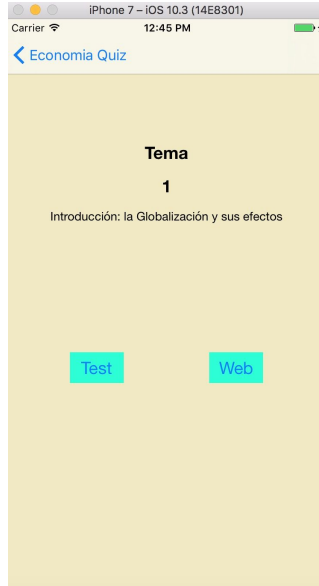 iPhone 7 – iOS 10.3 (14E8301)
Carrier 12:45 PM
Economia Quiz
Tema
1
Introducción: la Globalización y sus efectos
Test Web